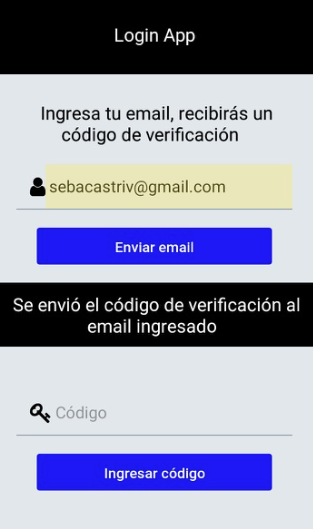 Login App
Ingresa tu email, recibirás un
código de verificación
sebacastriv@gmail.com
Enviar email
Se envió el código de verificación al
email ingresado
Código
Ingresar código